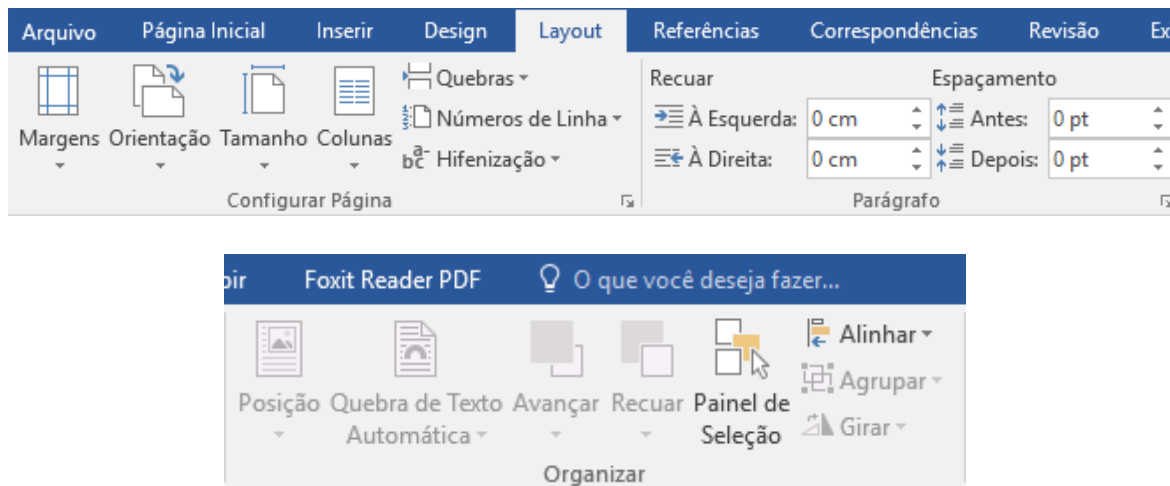 Arquivo Página Inicial Inserir Design Layout Referências Correspondências Revisão Ex
Quebras Recuar Espaçamento
Margens Orientação Tamanho Colunas Números de Linha À Esquerda: 0 cm Antes: 0 pt
Hifenização À Direita: 0 cm Depois: 0 pt
Configurar Página Parágrafo
bir Foxit Reader PDF O que você deseja fazer...
Alinhar
Posição Quebra de Texto Avançar Recuar Painel de Agrupar
Automática Seleção Girar
Organizar